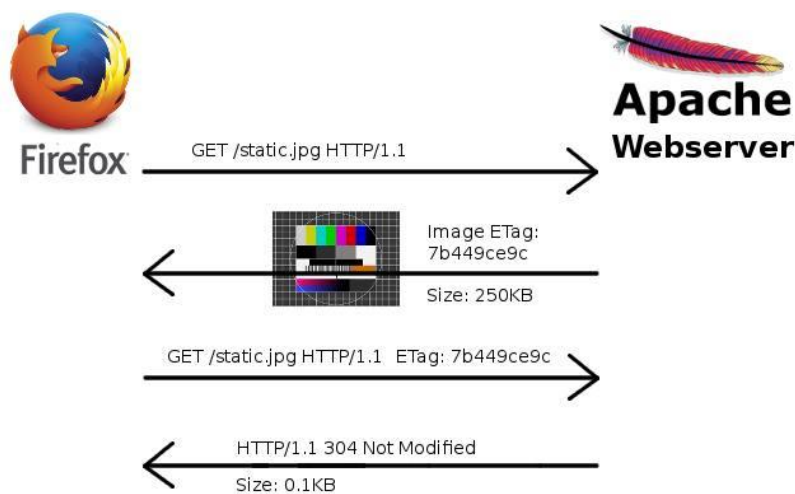 Firefox
Apache
Webserver
GET /static.jpg HTTP/1.1
Image ETag:
7b449ce9c
Size: 250KB
GET /static.jpg HTTP/1.1 ETag: 7b449ce9c
HTTP/1.1 304 Not Modified
Size: 0.1KB